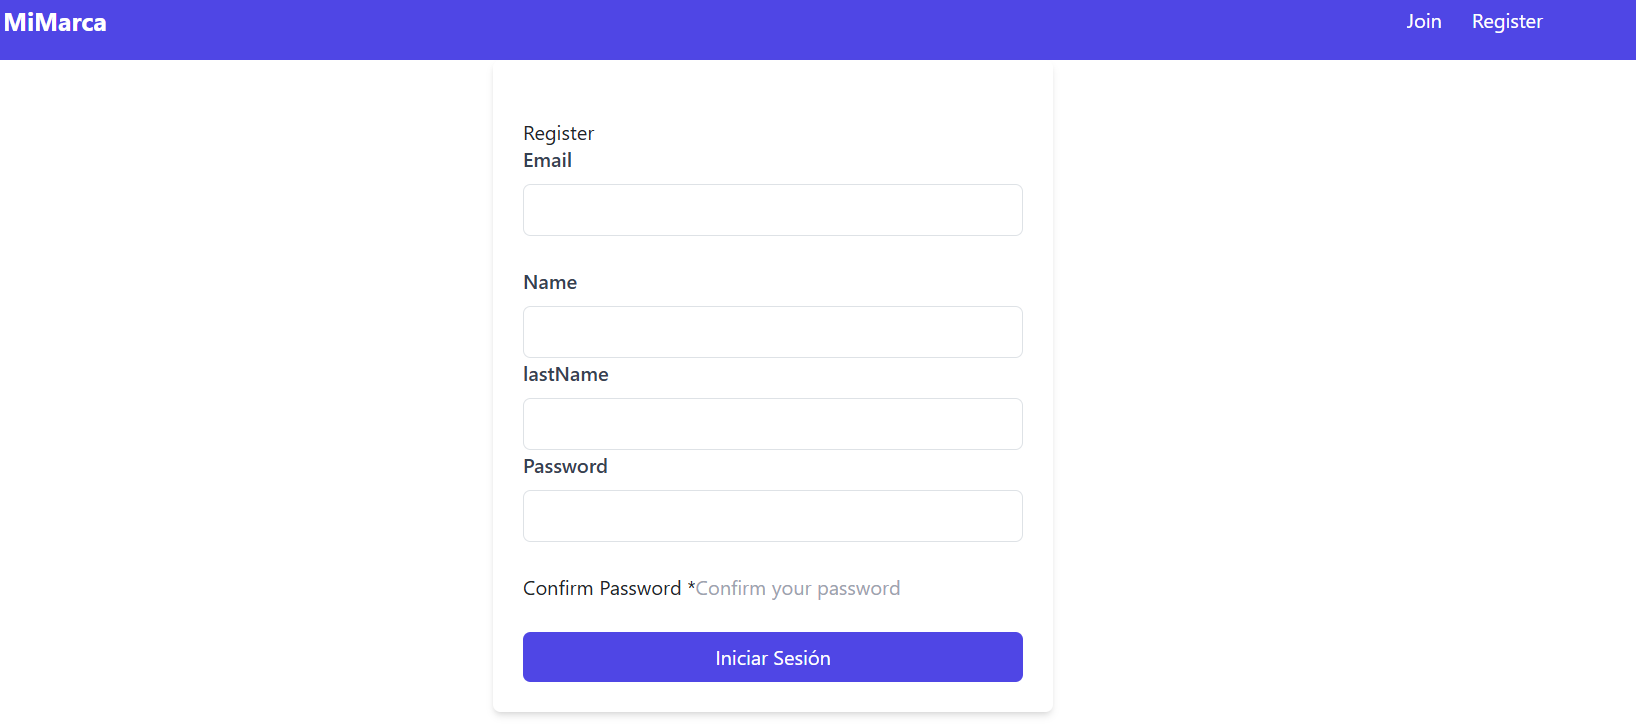 MiMarca Join Register
Register
Email
Name
lastName
Password
Confirm Password *Confirm your password
Iniciar Sesión